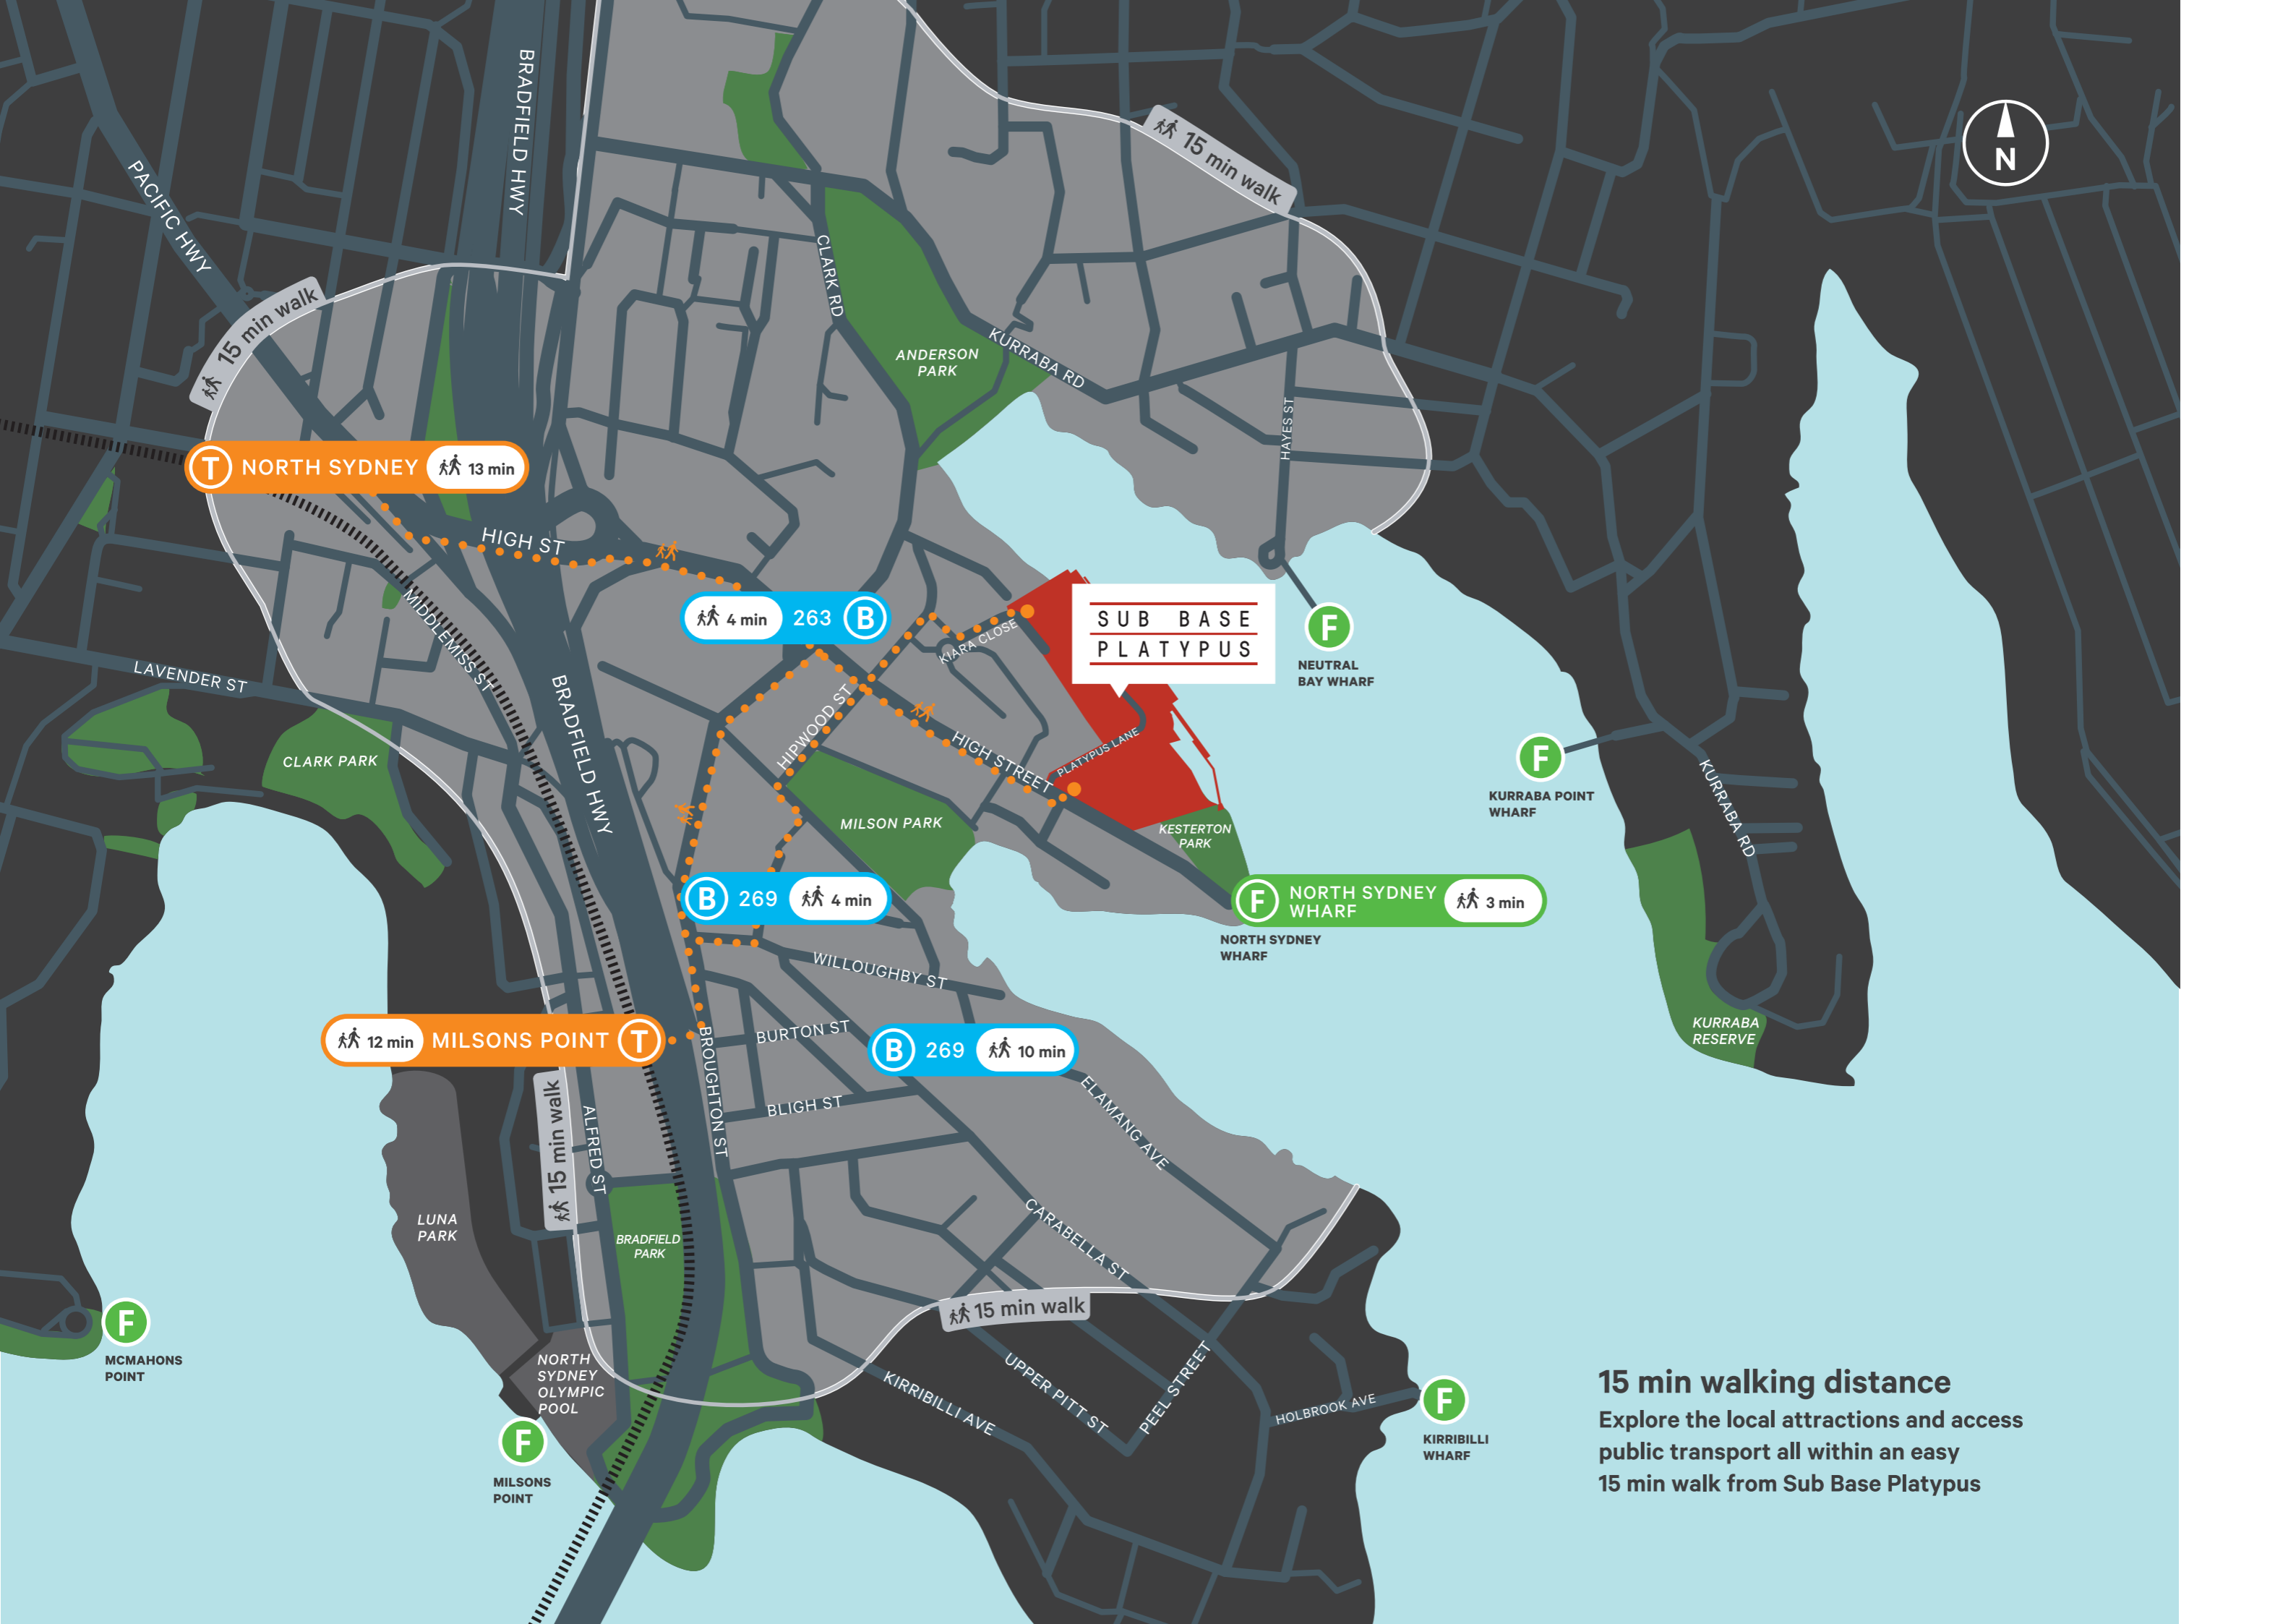 BRADFIELD HWY
PACIFIC HWY
15 min walk
N
15 min walk
CLARK RD
ANDERSON
PARK
KURRABA RD
HAYES ST
T NORTH SYDNEY 13 min
HIGH ST
4 min 263 B
SUB BASE
PLATYPUS
F
NEUTRAL
BAY WHARF
KIARA CLOSE
MIDDLEMISS ST
LAVENDER ST
BRADFIELD HWY
HIPWOOD ST
HIGH STREET
PLATYPUS LANE
CLARK PARK
F
KURRABA POINT
WHARF
KURRABA RD
MILSON PARK
KESTERTON
PARK
B 269 4 min
F NORTH SYDNEY
WHARF
3 min
NORTH SYDNEY
WHARF
WILLOUGHBY ST
12 min MILSONS POINT T
BURTON ST
B 269 10 min
KURRABA
RESERVE
BROUGHTON ST
BLIGH ST
ELAMANG AVE
15 min walk
ALFRED ST
LUNA
PARK
BRADFIELD
PARK
CARABELLA ST
15 min walk
F
MCMAHONS
POINT
NORTH
SYDNEY
OLYMPIC
POOL
KIRRIBILLI AVE
UPPER PITT ST
PEEL STREET
HOLBROOK AVE
F
KIRRIBILLI
WHARF
F
MILSONS
POINT
15 min walking distance
Explore the local attractions and access
public transport all within an easy
15 min walk from Sub Base Platypus